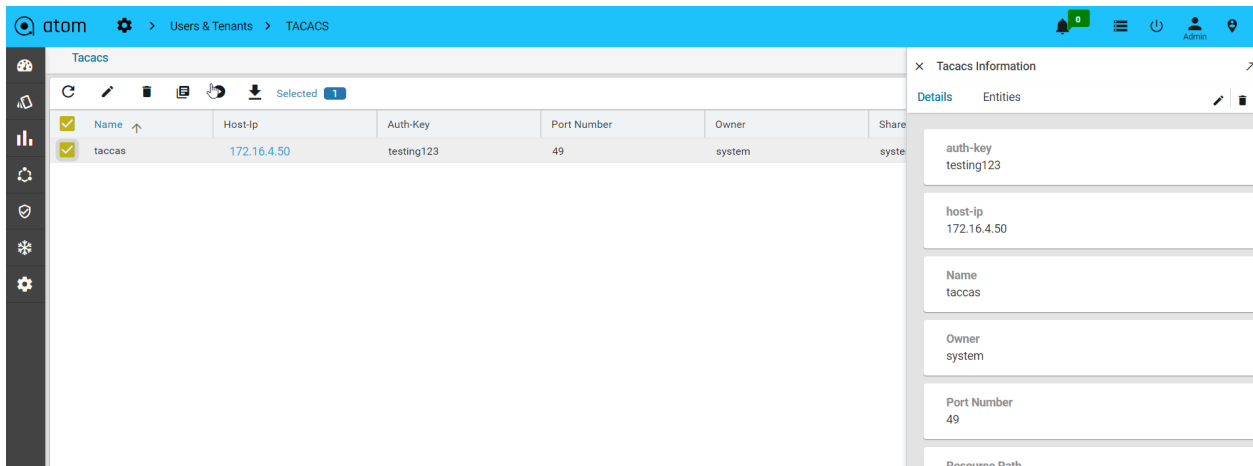 atom > Users & Tenants > TACACS 0 Admin
Tacacs
Selected 1
Name Host-Ip Auth-Key Port Number Owner Share
taccas 172.16.4.50 testing123 49 system syste
Tacacs Information
Details Entities
auth-key
testing123
host-ip
172.16.4.50
Name
taccas
Owner
system
Port Number
49
Resource Path